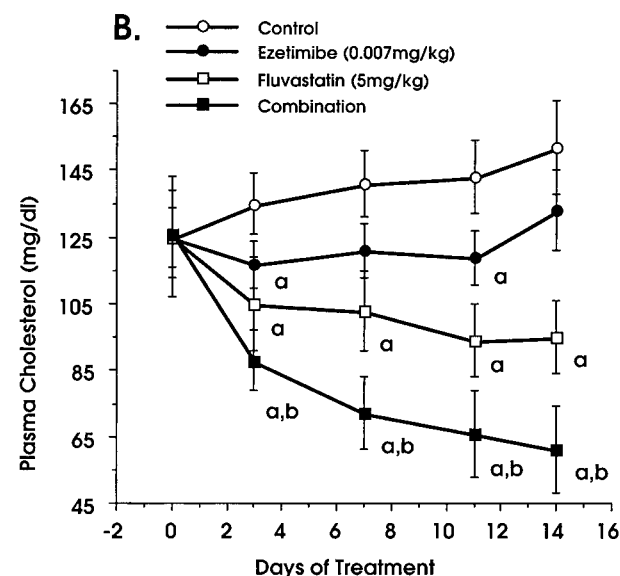 B.
Control
Ezetimibe (0.007mg/kg)
Fluvastatin (5mg/kg)
Combination
Plasma Cholesterol (mg/dl)
165
145
125
105
85
65
45
a
a
a
a
a
a
a,b
a,b
a,b
a,b
-2 0 2 4 6 8 10 12 14 16
Days of Treatment